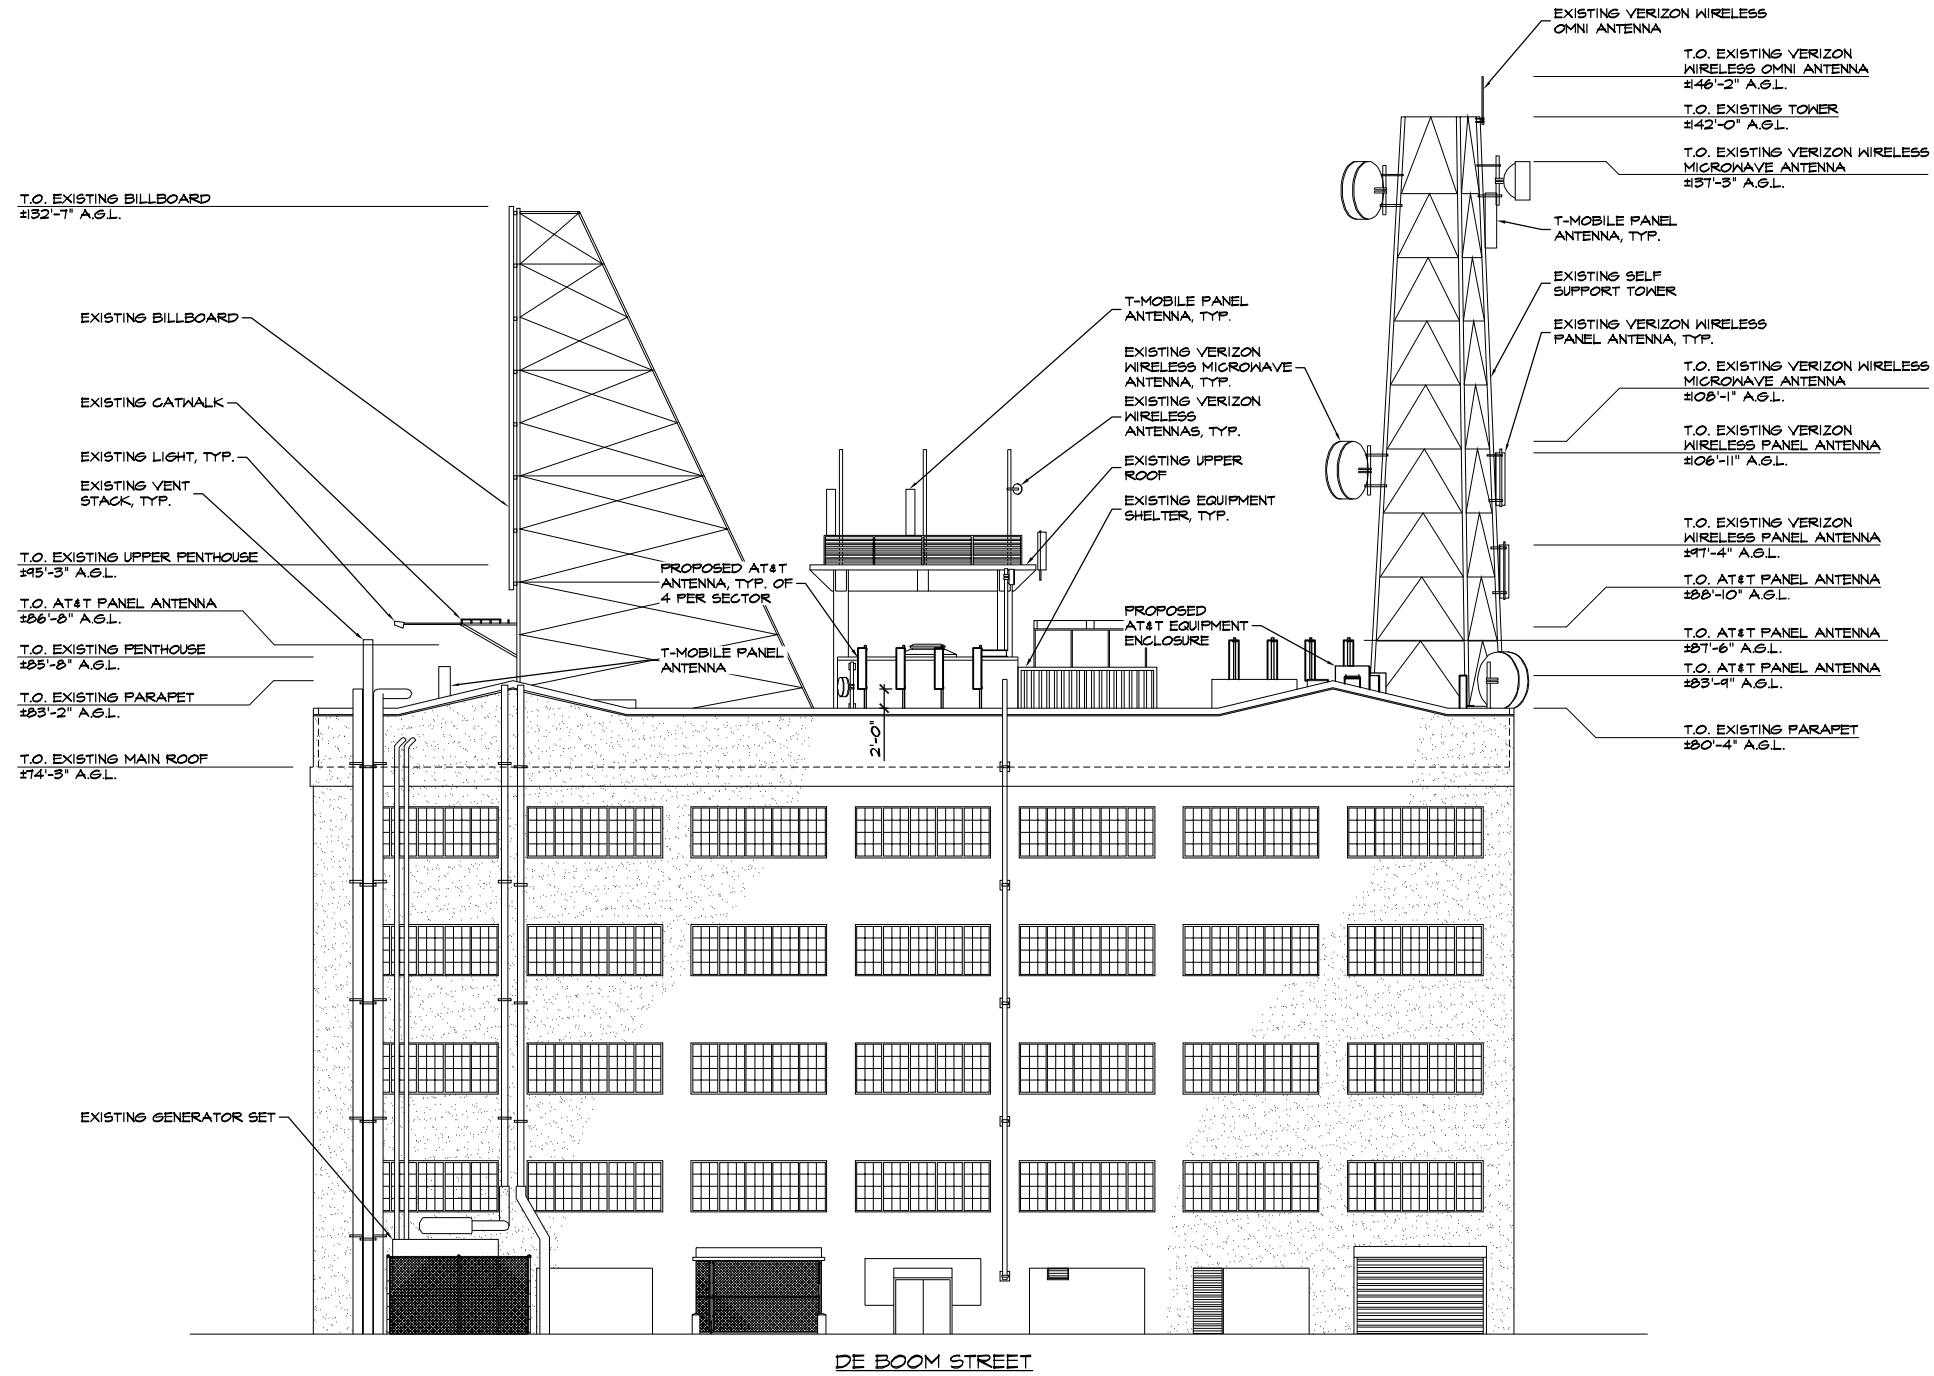 EXISTING VERIZON WIRELESS
OMNI ANTENNA
T.O. EXISTING VERIZON
WIRELESS OMNI ANTENNA
±146'-2" A.G.L.
T.O. EXISTING TOWER
±142'-0" A.G.L.
T.O. EXISTING VERIZON WIRELESS
MICROWAVE ANTENNA
±137'-3" A.G.L.
T-MOBILE PANEL
ANTENNA, TYP.
EXISTING SELF
SUPPORT TOWER
EXISTING VERIZON WIRELESS
PANEL ANTENNA, TYP.
T.O. EXISTING VERIZON WIRELESS
MICROWAVE ANTENNA
±108'-1" A.G.L.
T.O. EXISTING VERIZON
WIRELESS PANEL ANTENNA
±106'-11" A.G.L.
T.O. EXISTING VERIZON
WIRELESS PANEL ANTENNA
±97'-4" A.G.L.
T.O. AT&T PANEL ANTENNA
±88'-10" A.G.L.
T.O. AT&T PANEL ANTENNA
±87'-6" A.G.L.
T.O. AT&T PANEL ANTENNA
±83'-9" A.G.L.
T.O. EXISTING PARAPET
±80'-4" A.G.L.
T.O. EXISTING BILLBOARD
±132'-7" A.G.L.
EXISTING BILLBOARD
EXISTING CATWALK
EXISTING LIGHT, TYP.
EXISTING VENT
STACK, TYP.
T.O. EXISTING UPPER PENTHOUSE
±95'-3" A.G.L.
T.O. AT&T PANEL ANTENNA
±86'-8" A.G.L.
T.O. EXISTING PENTHOUSE
±85'-8" A.G.L.
T.O. EXISTING PARAPET
±83'-2" A.G.L.
T.O. EXISTING MAIN ROOF
±74'-3" A.G.L.
EXISTING GENERATOR SET
PROPOSED AT&T
ANTENNA, TYP. OF
4 PER SECTOR
T-MOBILE PANEL
ANTENNA
T-MOBILE PANEL
ANTENNA, TYP.
EXISTING VERIZON
WIRELESS MICROWAVE
ANTENNA, TYP.
EXISTING VERIZON
WIRELESS
ANTENNAS, TYP.
EXISTING UPPER
ROOF
EXISTING EQUIPMENT
SHELTER, TYP.
PROPOSED
AT&T EQUIPMENT
ENCLOSURE
2'-0"
DE BOOM STREET